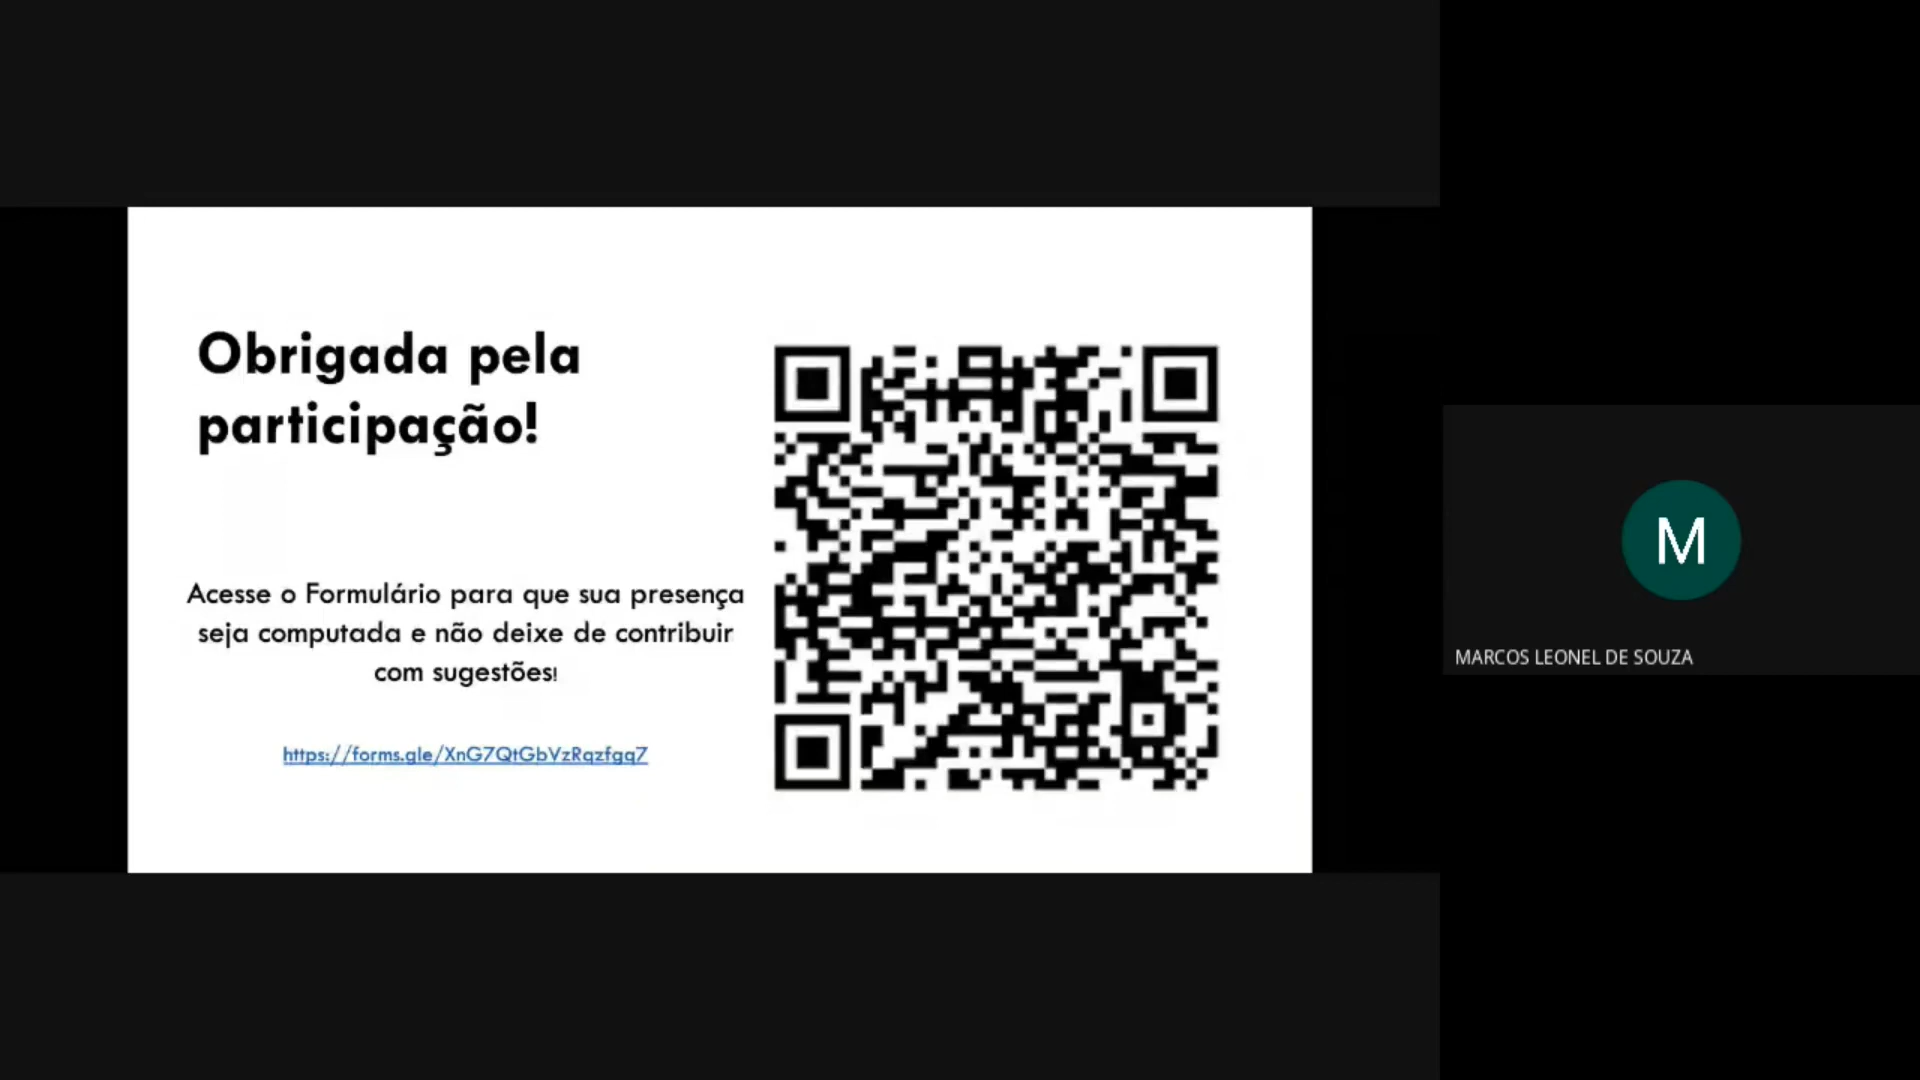 Obrigada pela
participação!
Acesse o Formulário para que sua presença
seja computada e não deixe de contribuir
com sugestões!
https://forms.gle/XnG7QtGbVzRqzfgq7
M
MARCOS LEONEL DE SOUZA